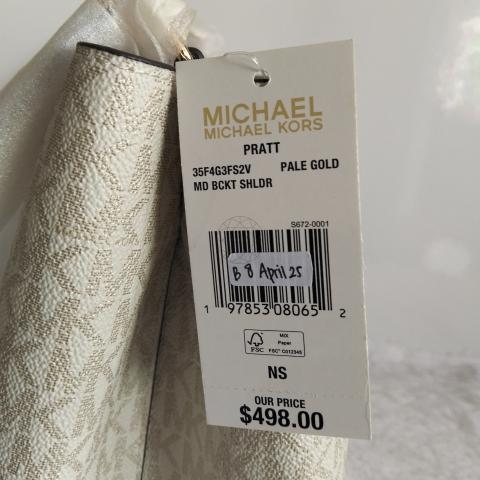 MICHAEL
MICHAEL KORS
PRATT
35F4G3FS2V PALE GOLD
MD BCKT SHLDR
S672-0001
B 8 April 25
1 97853 08065 2
FSC
MIX
Paper
FSC® C012345
NS
OUR PRICE
$498.00